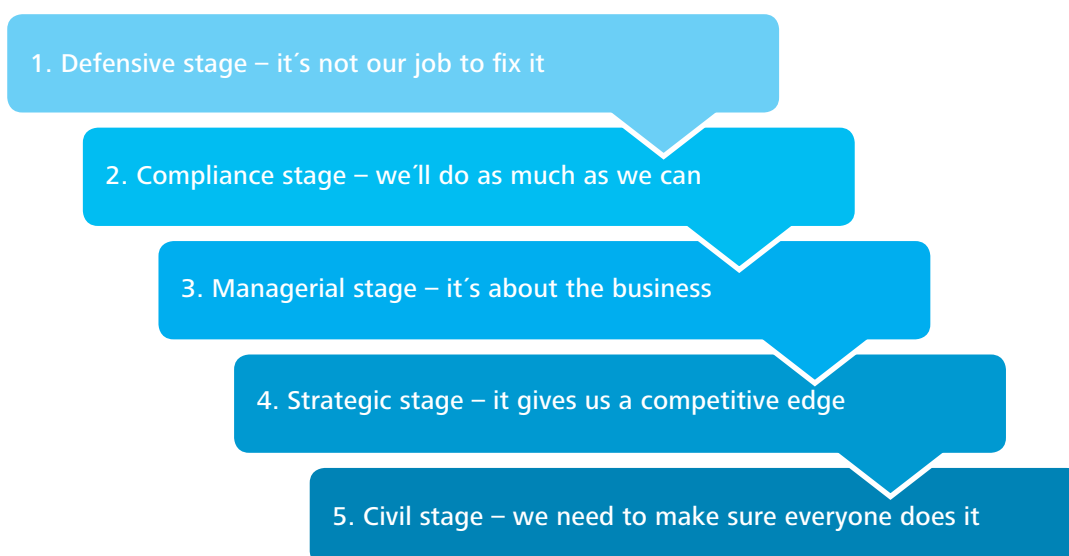 1. Defensive stage – it´s not our job to fix it
2. Compliance stage – we´ll do as much as we can
3. Managerial stage – it´s about the business
4. Strategic stage – it gives us a competitive edge
5. Civil stage – we need to make sure everyone does it